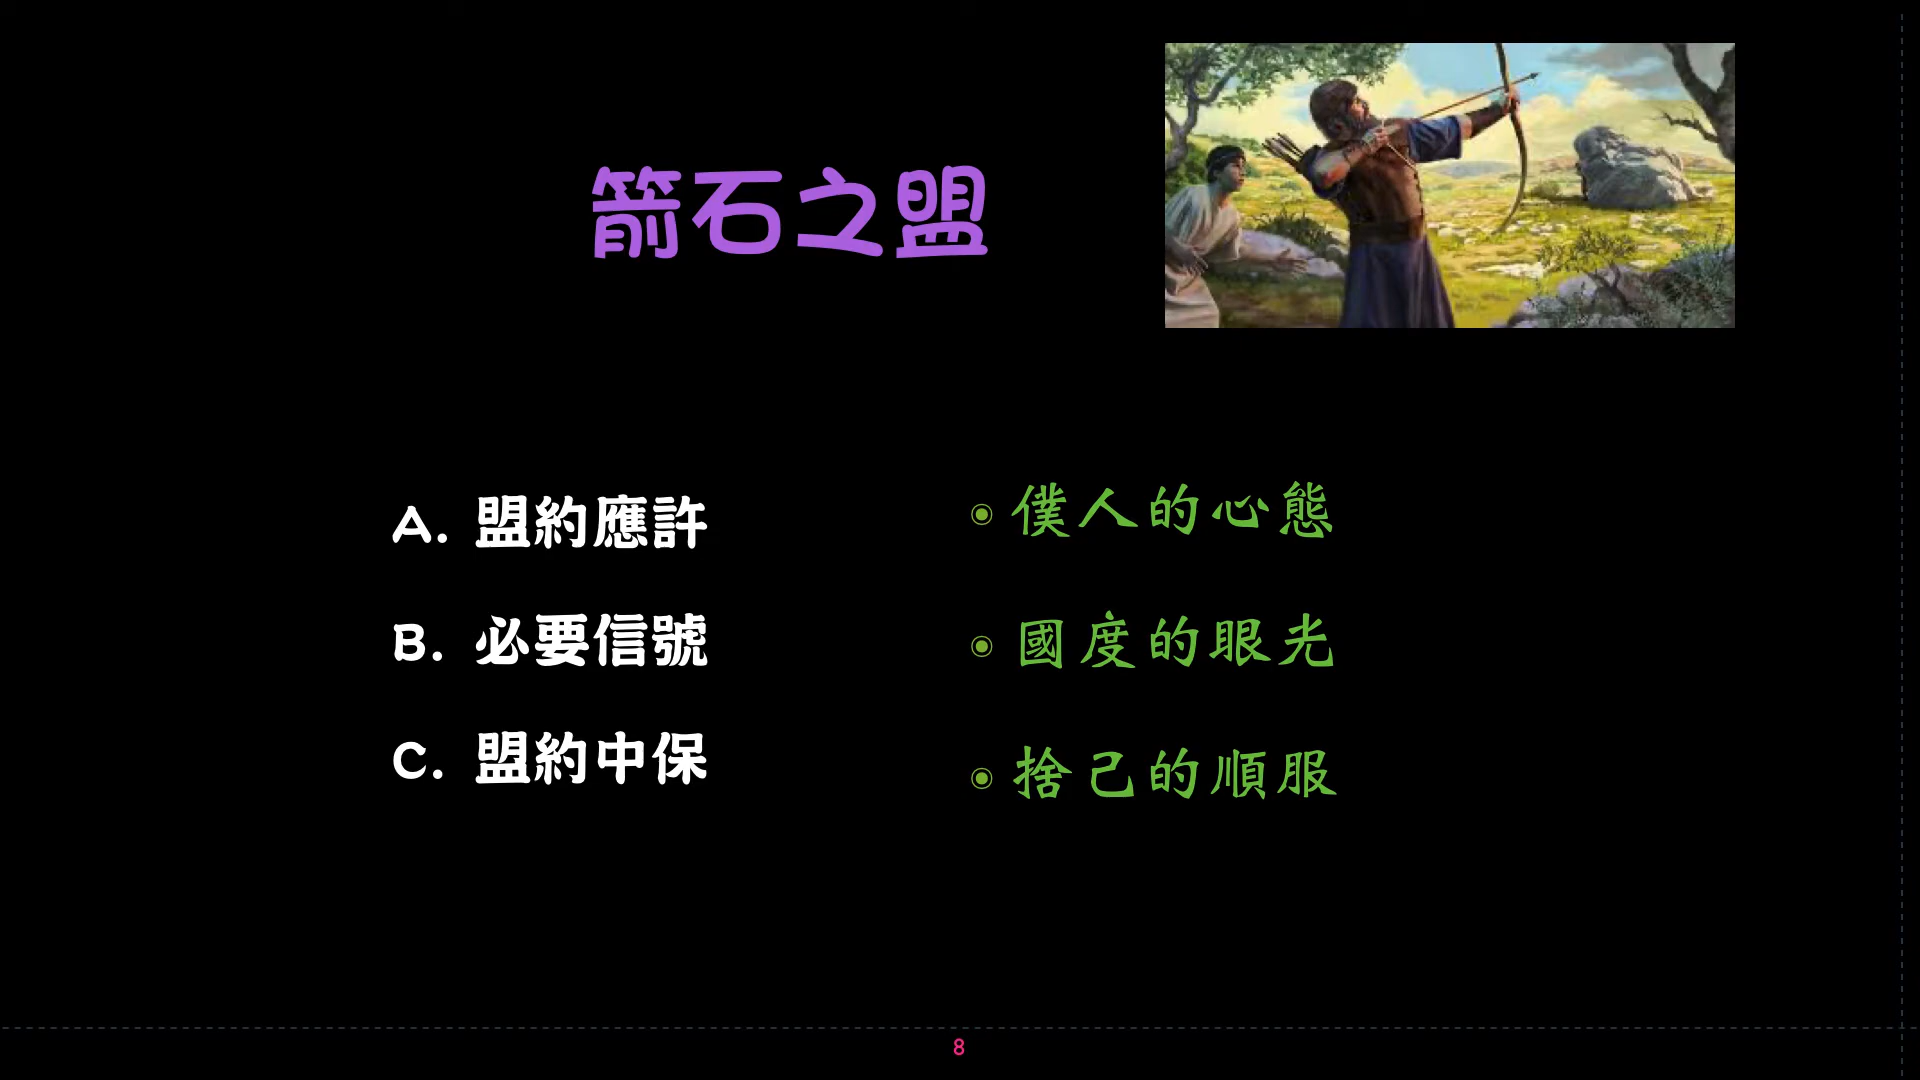 箭石之盟
A. 盟約應許
B. 必要信號
C. 盟約中保
僕人的心態
國度的眼光
捨己的順服
8